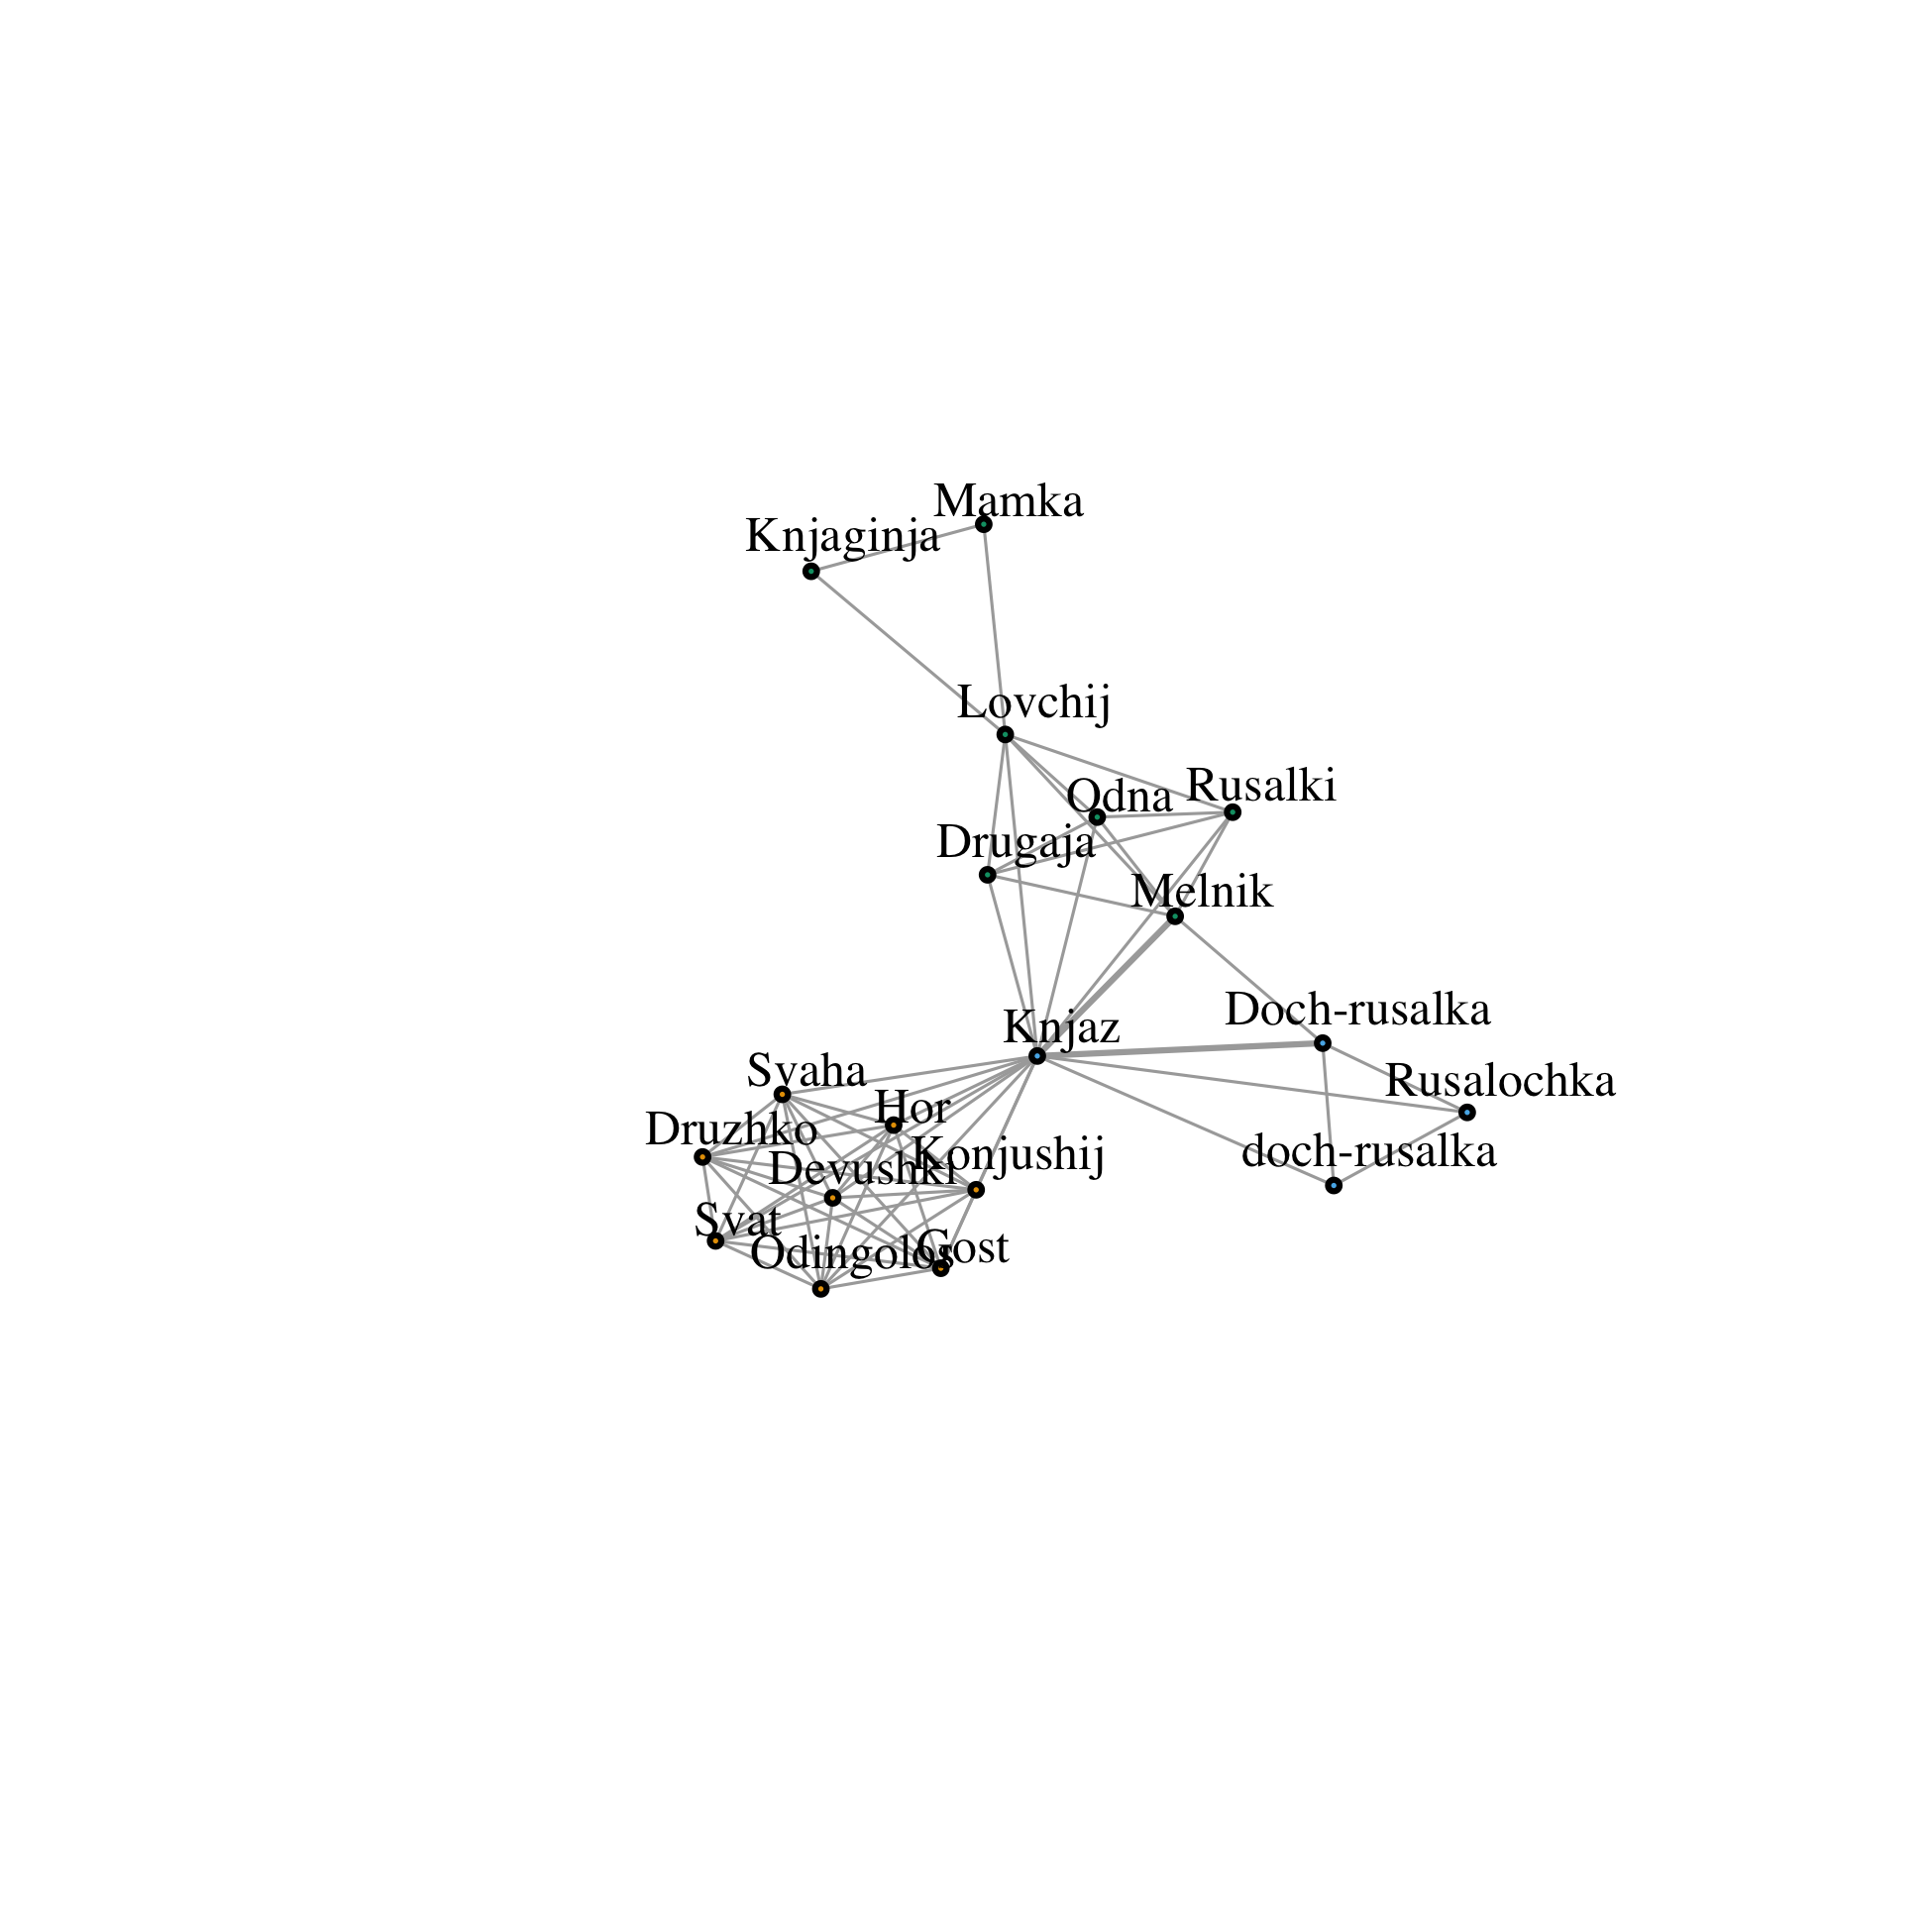 Mamka
Knjaginja
Lovchij
Rusalki
Odna
Drugaja
Melnik
Doch-rusalka
Knjaz
Svaha
Rusalochka
Hor
Druzhko
Konjushij
doch-rusalka
Devushki
Svat
Gost
Odingolos